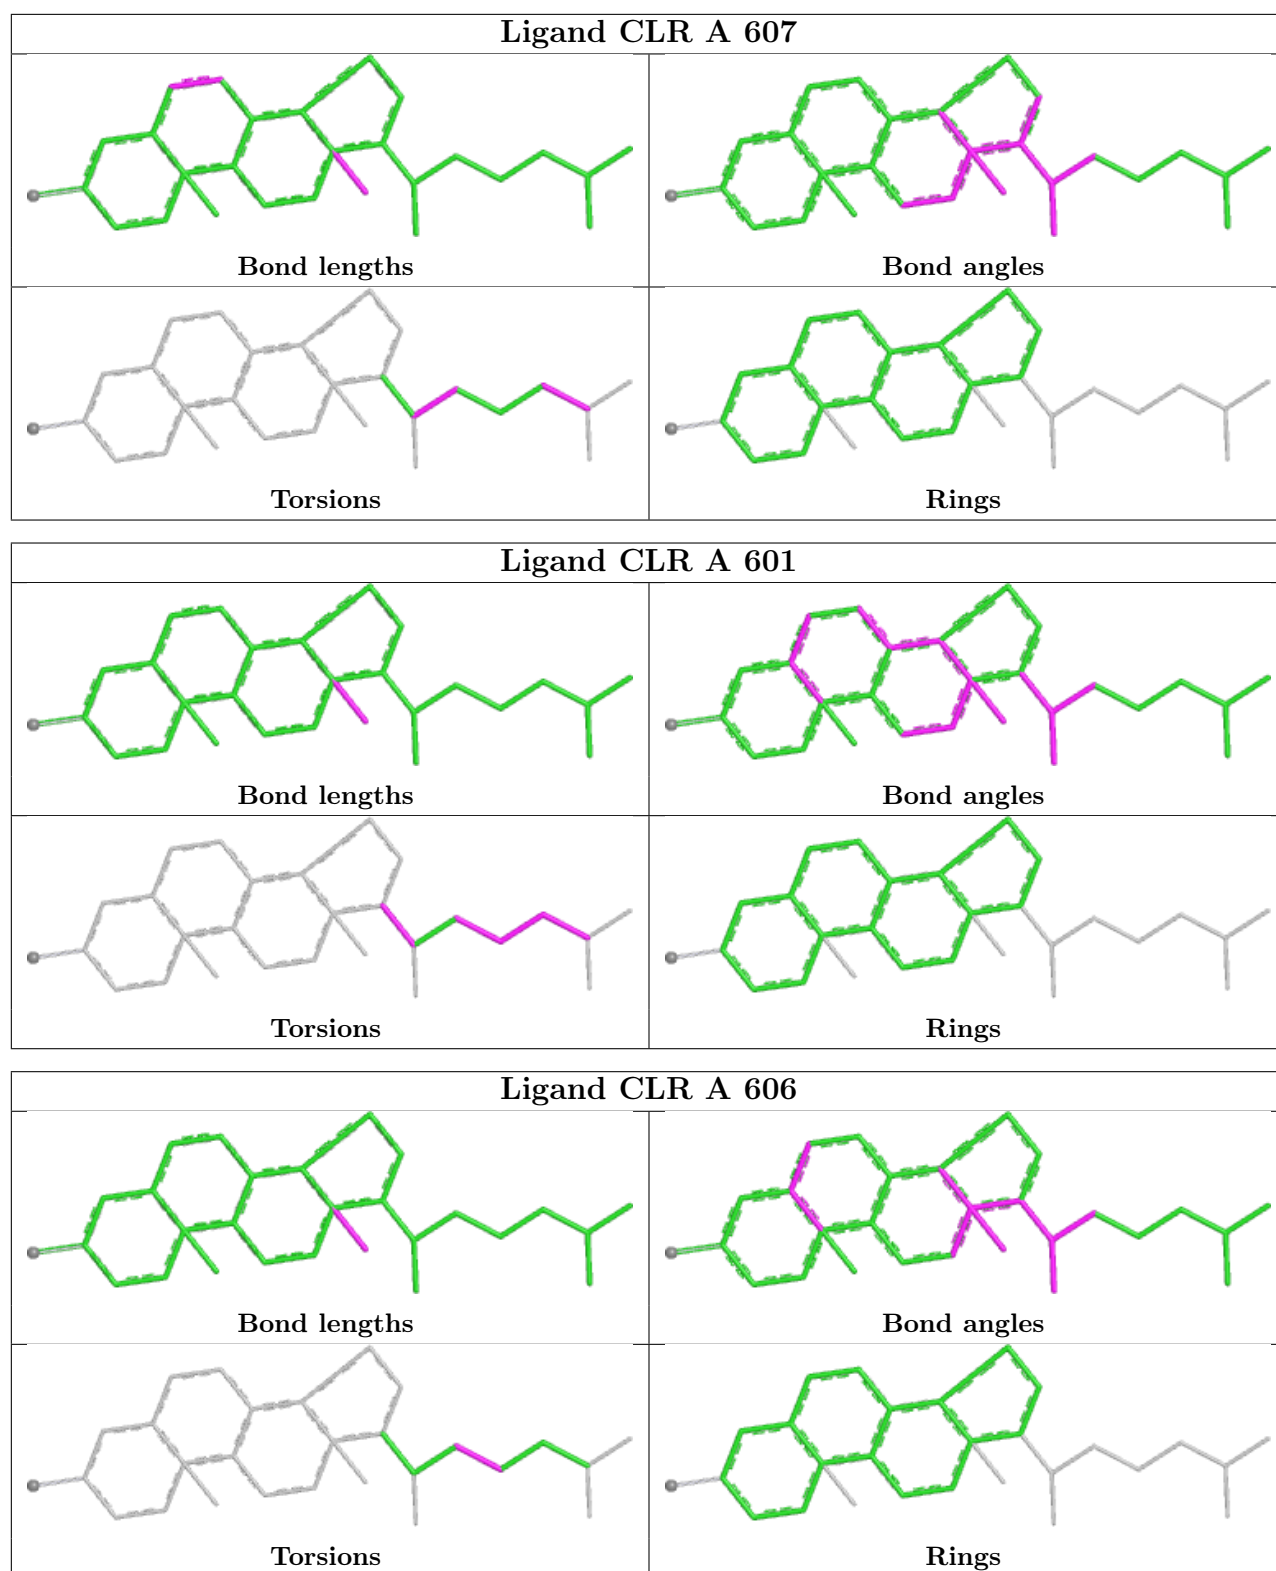 Ligand CLR A 607
Bond lengths
Bond angles
Torsions
Rings
Ligand CLR A 601
Bond lengths
Bond angles
Torsions
Rings
Ligand CLR A 606
Bond lengths
Bond angles
Torsions
Rings